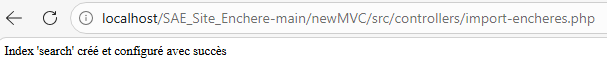 localhost/SAE_Site_Enchere-main/newMVC/src/controllers/import-encheres.php
Index 'search' créé et configuré avec succès